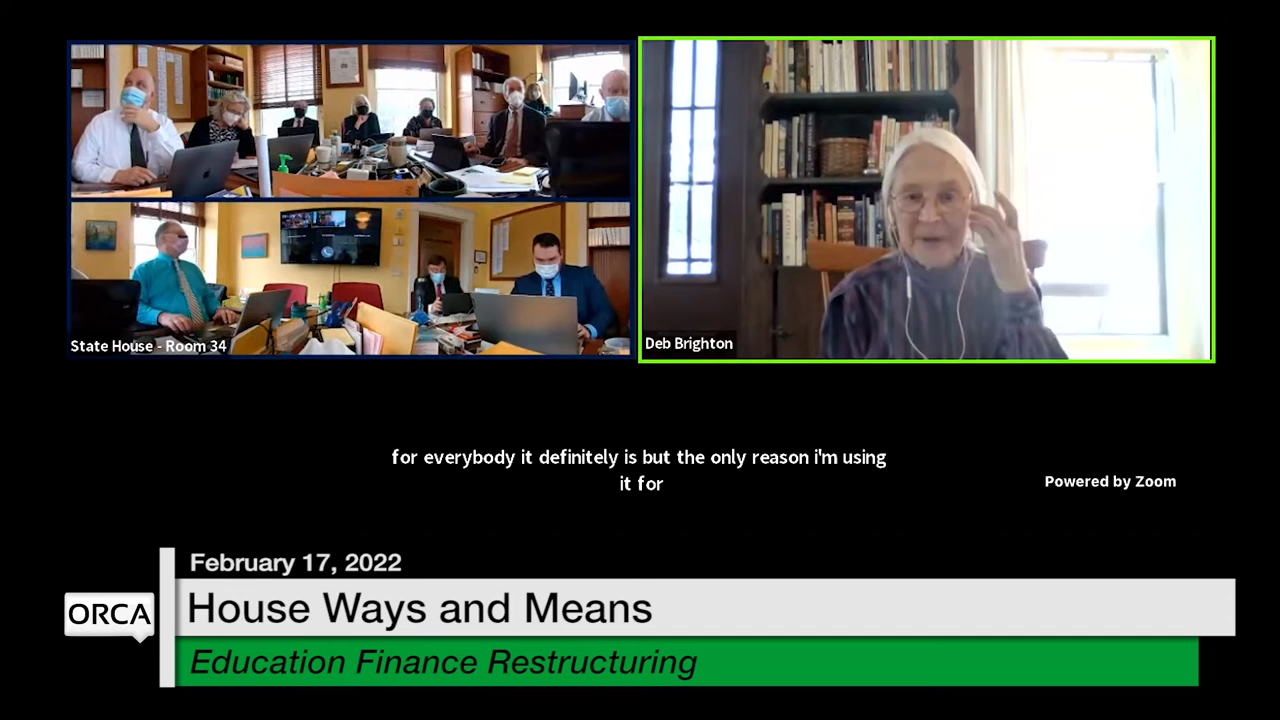 State House - Room 34
Deb Brighton
for everybody it definitely is but the only reason i'm using
it for
Powered by Zoom
February 17, 2022
ORCA
House Ways and Means
Education Finance Restructuring